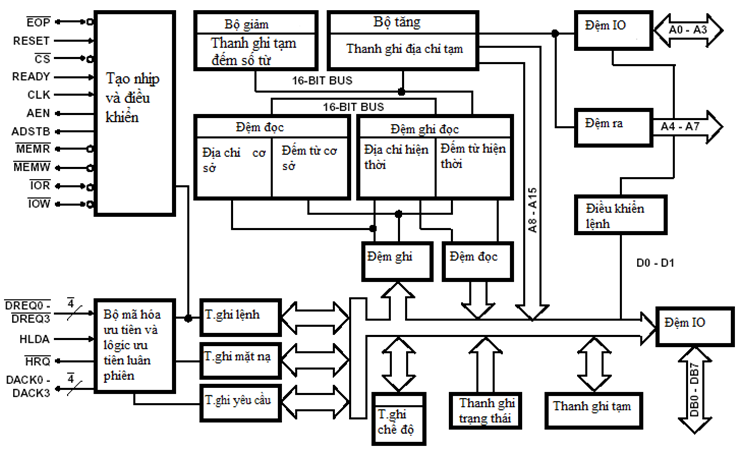 EOP
RESET
CS
READY
CLK
AEN
ADSTB
MEMR
MEMW
IOR
IOW
Tạo nhịp
và điều
khiển
Bộ giảm
Thanh ghi tạm
đếm số từ
Bộ tăng
Thanh ghi địa chỉ tạm
16-BIT BUS
16-BIT BUS
Đệm đọc
Địa chỉ cơ
sở
Đếm từ cơ
sở
Đệm ghi đọc
Địa chỉ hiện
thời
Đếm từ hiện
thời
Đệm ghi
Đệm đọc
A8 - A15
Đệm IO
A0 - A3
Đệm ra
A4 - A7
Điều khiển
lệnh
D0 - D1
DREQ0 -
DREQ3
4
HLDA
HRQ
DACK0 -
DACK3
4
Bộ mã hóa
ưu tiên và
lôgic ưu
tiên luân
phiên
T.ghi lệnh
T.ghi mặt nạ
T.ghi yêu cầu
T.ghi
chế độ
Thanh ghi
trạng thái
Thanh ghi tạm
Đệm IO
DB0 - DB7